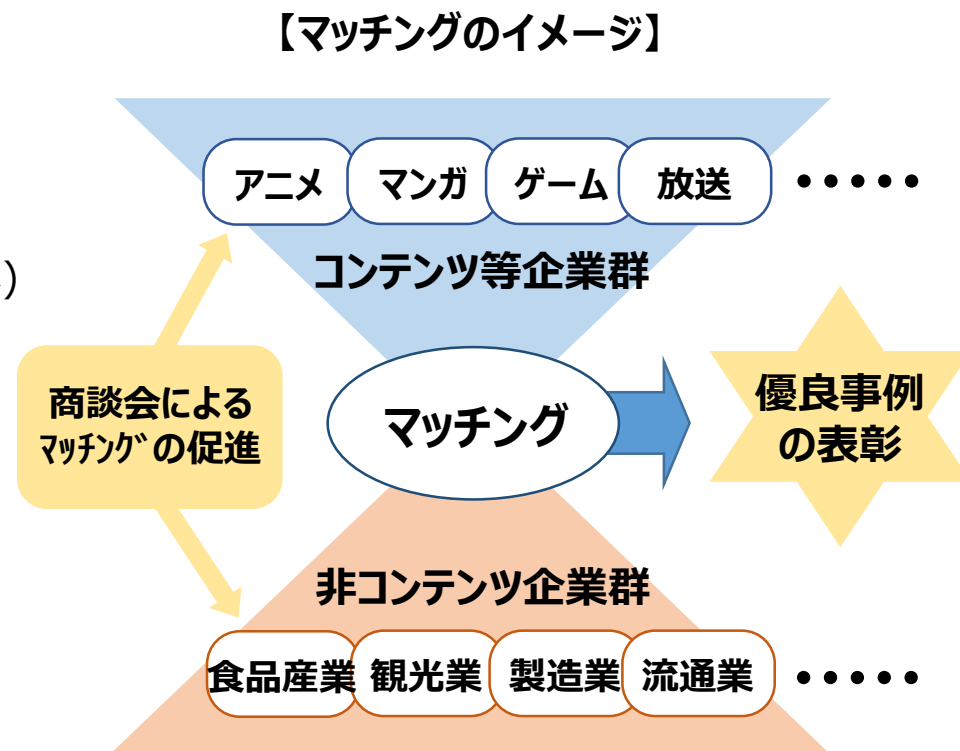 【マッチングのイメージ】
アニメ マンガ ゲーム 放送 ・・・・・
コンテンツ等企業群
)
商談会による
ﾏｯﾁﾝｸﾞの促進
マッチング
優良事例
の表彰
非コンテンツ企業群
食品産業 観光業 製造業 流通業 ・・・・・